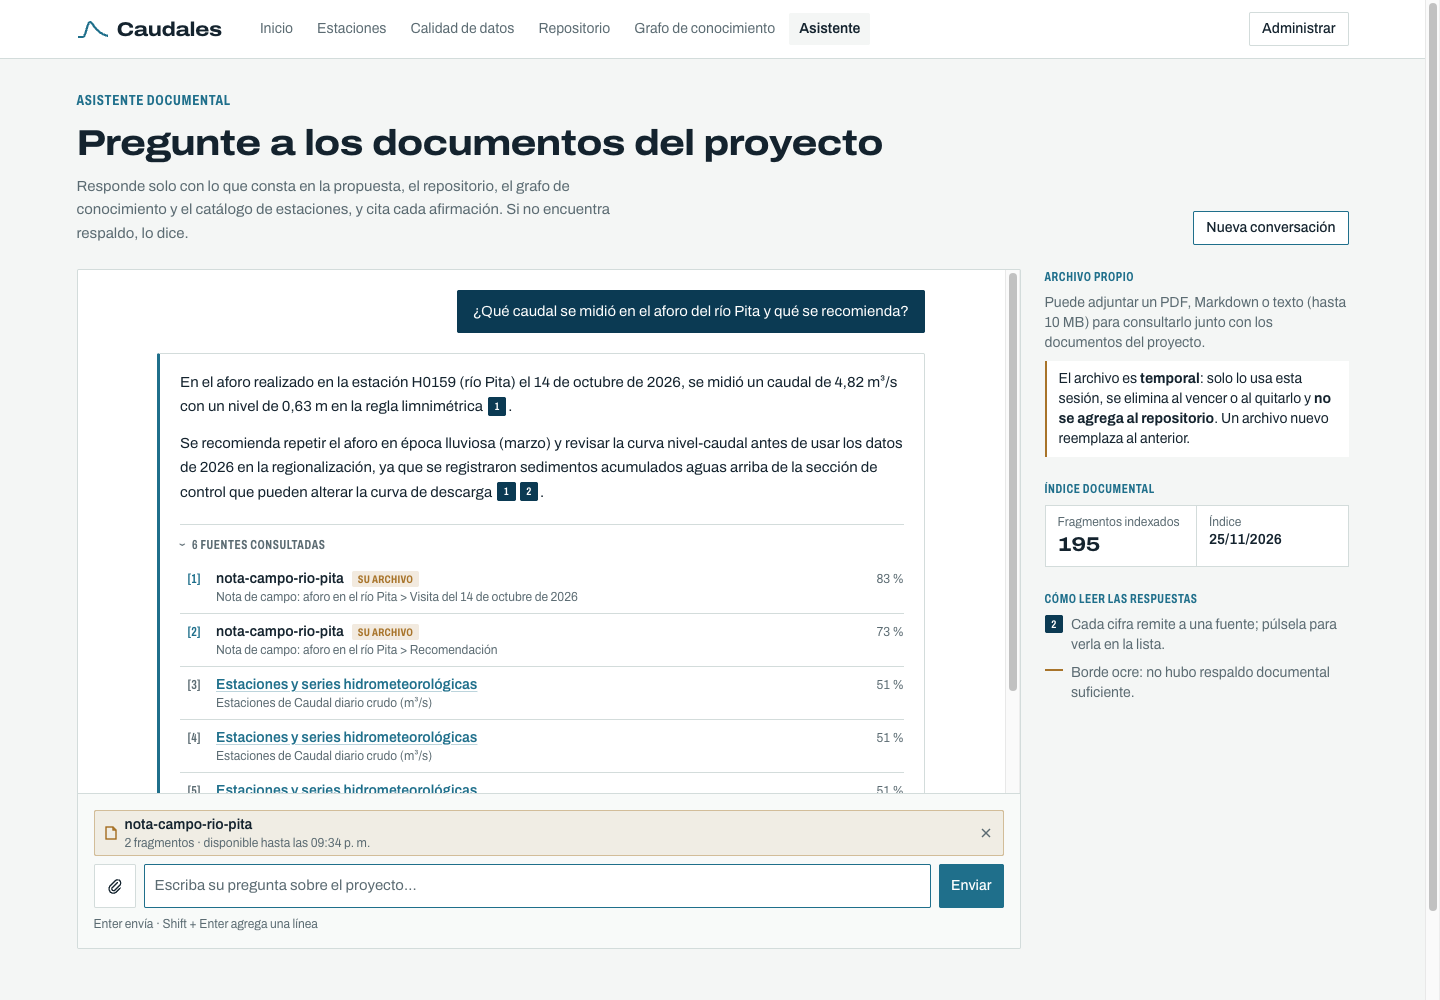 Caudales
Inicio
Estaciones
Calidad de datos
Repositorio
Grafo de conocimiento
Asistente
Administrar
ASISTENTE DOCUMENTAL
Pregunte a los documentos del proyecto
Responde solo con lo que consta en la propuesta, el repositorio, el grafo de
conocimiento y el catálogo de estaciones, y cita cada afirmación. Si no encuentra
respaldo, lo dice.
Nueva conversación
¿Qué caudal se midió en el aforo del río Pita y qué se recomienda?
En el aforo realizado en la estación H0159 (río Pita) el 14 de octubre de 2026, se midió un caudal de 4,82 m³/s
con un nivel de 0,63 m en la regla limnimétrica 1.
Se recomienda repetir el aforo en época lluviosa (marzo) y revisar la curva nivel-caudal antes de usar los datos
de 2026 en la regionalización, ya que se registraron sedimentos acumulados aguas arriba de la sección de
control que pueden alterar la curva de descarga 1 2.
6 FUENTES CONSULTADAS
[1] nota-campo-rio-pita SU ARCHIVO 83 %
Nota de campo: aforo en el río Pita > Visita del 14 de octubre de 2026
[2] nota-campo-rio-pita SU ARCHIVO 73 %
Nota de campo: aforo en el río Pita > Recomendación
[3] Estaciones y series hidrometeorológicas 51 %
Estaciones de Caudal diario crudo (m³/s)
[4] Estaciones y series hidrometeorológicas 51 %
Estaciones de Caudal diario crudo (m³/s)
[5] Estaciones y series hidrometeorológicas 51 %
nota-campo-rio-pita
2 fragmentos · disponible hasta las 09:34 p. m.
Escriba su pregunta sobre el proyecto...
Enviar
Enter envía · Shift + Enter agrega una línea
ARCHIVO PROPIO
Puede adjuntar un PDF, Markdown o texto (hasta
10 MB) para consultarlo junto con los
documentos del proyecto.
El archivo es temporal: solo lo usa esta
sesión, se elimina al vencer o al quitarlo y no
se agrega al repositorio. Un archivo nuevo
reemplaza al anterior.
ÍNDICE DOCUMENTAL
Fragmentos indexados
195
Índice
25/11/2026
CÓMO LEER LAS RESPUESTAS
2 Cada cifra remite a una fuente; púlsela para
verla en la lista.
Borde ocre: no hubo respaldo documental
suficiente.